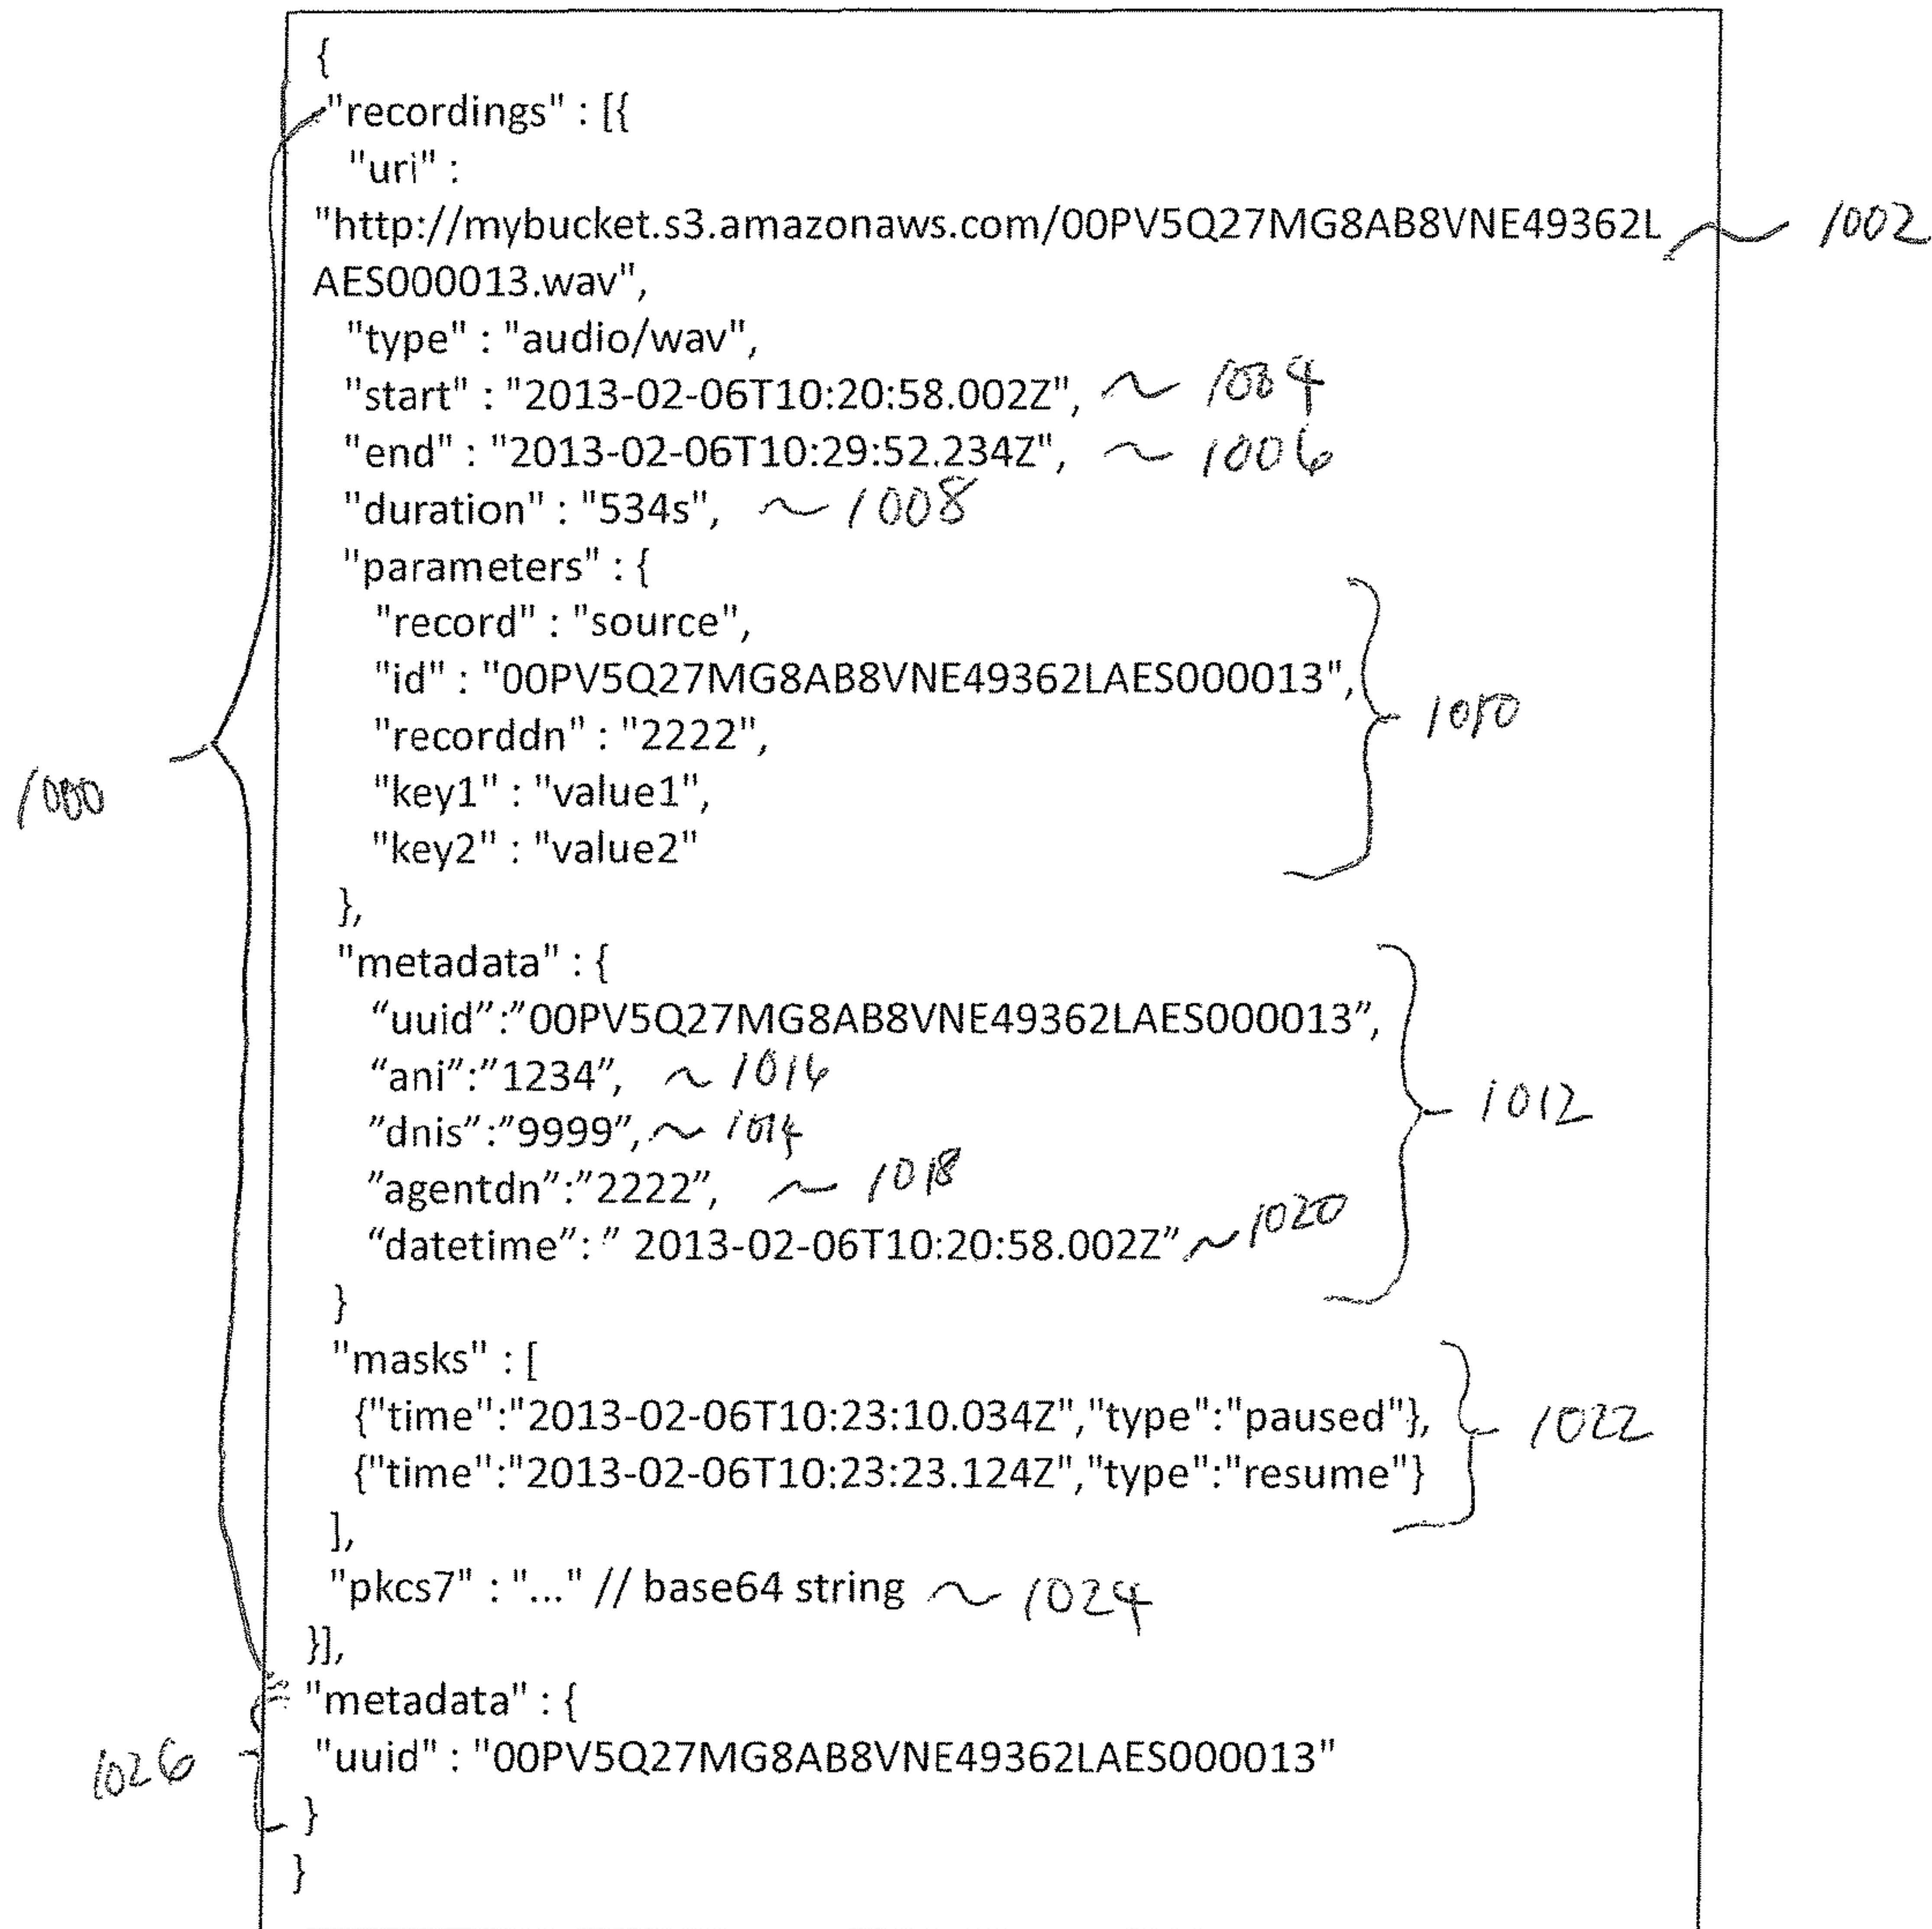 {
"recordings" : [{
"uri" :
"http://mybucket.s3.amazonaws.com/00PV5Q27MG8AB8VNE49362L 1002
AES000013.wav",
"type" : "audio/wav",
"start" : "2013-02-06T10:20:58.002Z", 1004
"end" : "2013-02-06T10:29:52.234Z", 1006
"duration" : "534s", 1008
"parameters" : {
"record" : "source",
"id" : "00PV5Q27MG8AB8VNE49362LAES000013",
"recorddn" : "2222", 1010
"key1" : "value1",
1000
"key2" : "value2"
},
"metadata" : {
“uuid”:”00PV5Q27MG8AB8VNE49362LAES000013”,
“ani”:”1234”, 1016
”dnis”:”9999”, 1014
1012
”agentdn”:”2222”, 1018
“datetime”: ” 2013-02-06T10:20:58.002Z” 1020
}
"masks" : [
{"time":"2013-02-06T10:23:10.034Z","type":"paused"}, 1022
{"time":"2013-02-06T10:23:23.124Z","type":"resume"}
],
"pkcs7" : "..." // base64 string 1024
}],
"metadata" : {
1026 "uuid" : "00PV5Q27MG8AB8VNE49362LAES000013"
}
}